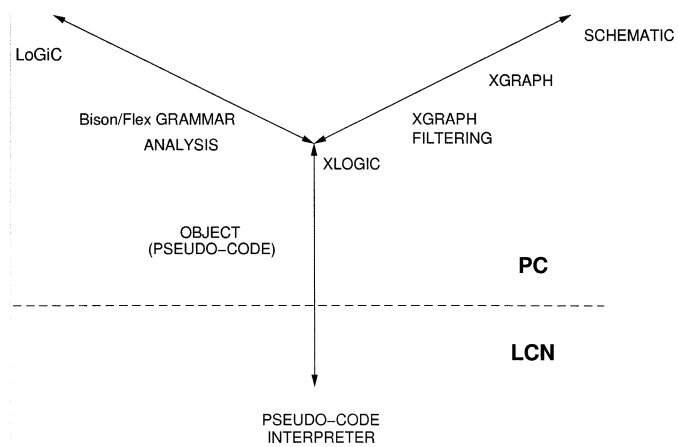 SCHEMATIC
LoGiC
XGRAPH
Bison/Flex GRAMMAR
ANALYSIS
XGRAPH
FILTERING
XLOGIC
OBJECT
(PSEUDO-CODE)
PC
LCN
PSEUDO-CODE
INTERPRETER